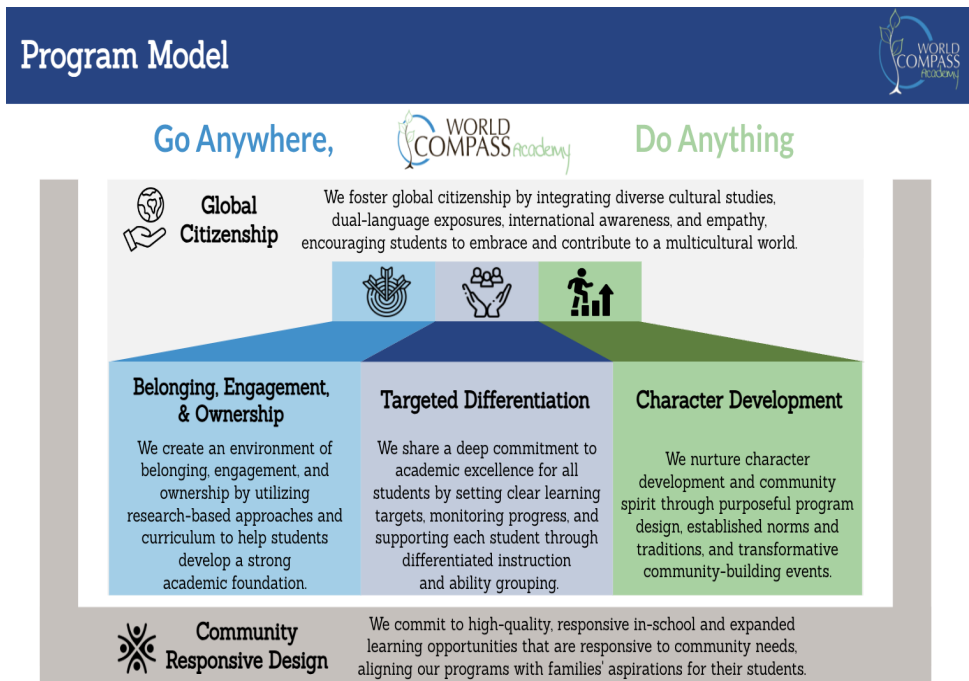 Program Model
WORLD
COMPASS
Academy
Go Anywhere,
WORLD
COMPASS Academy
Do Anything
Global
Citizenship
We foster global citizenship by integrating diverse cultural studies,
dual-language exposures, international awareness, and empathy,
encouraging students to embrace and contribute to a multicultural world.
Belonging, Engagement,
& Ownership
We create an environment of
belonging, engagement, and
ownership by utilizing
research-based approaches and
curriculum to help students
develop a strong
academic foundation.
Targeted Differentiation
We share a deep commitment to
academic excellence for all
students by setting clear learning
targets, monitoring progress, and
supporting each student through
differentiated instruction
and ability grouping.
Character Development
We nurture character
development and community
spirit through purposeful program
design, established norms and
traditions, and transformative
community-building events.
Community
Responsive Design
We commit to high-quality, responsive in-school and expanded
learning opportunities that are responsive to community needs,
aligning our programs with families' aspirations for their students.